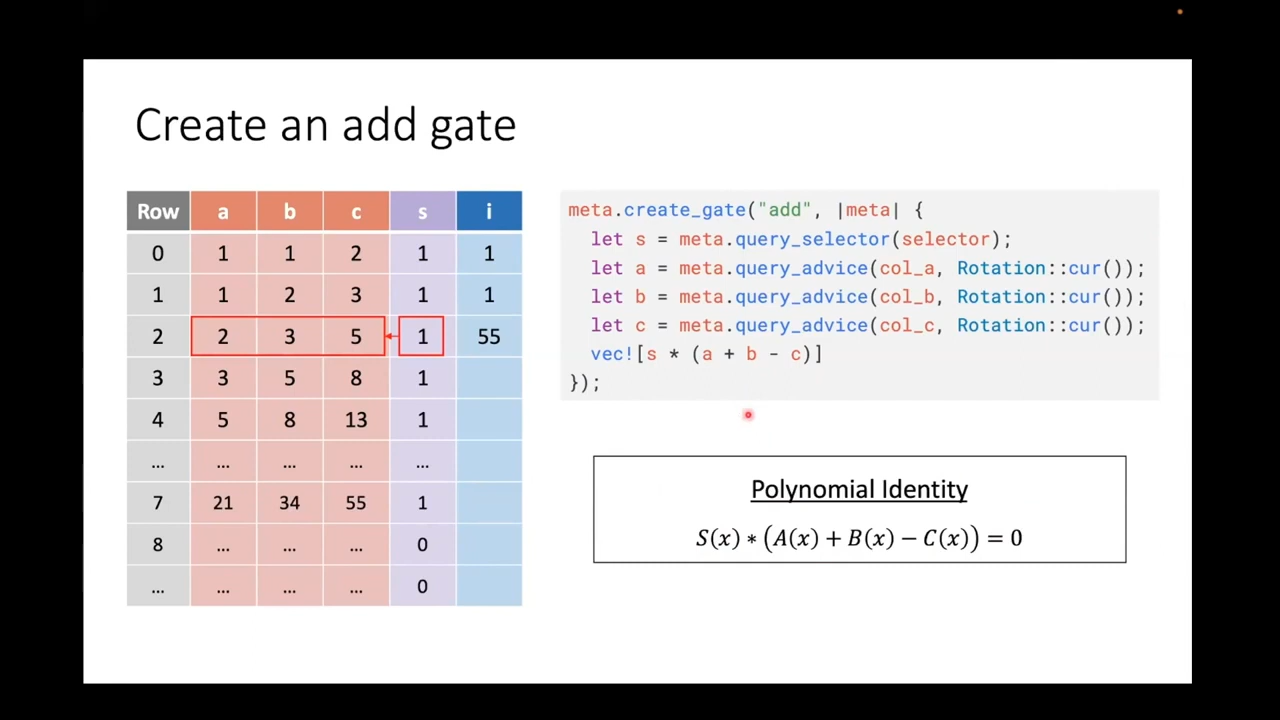 Create an add gate
Row a b c s i
0 1 1 2 1 1
1 1 2 3 1 1
2 2 3 5 1 55
3 3 5 8 1
4 5 8 13 1
... ... ... ... ...
7 21 34 55 1
8 ... ... ... 0
... ... ... ... 0
meta.create_gate("add", |meta| {
let s = meta.query_selector(selector);
let a = meta.query_advice(col_a, Rotation::cur());
let b = meta.query_advice(col_b, Rotation::cur());
let c = meta.query_advice(col_c, Rotation::cur());
vec![s * (a + b - c)]
});
Polynomial Identity
S(x) ∗ (A(x) + B(x) − C(x)) = 0